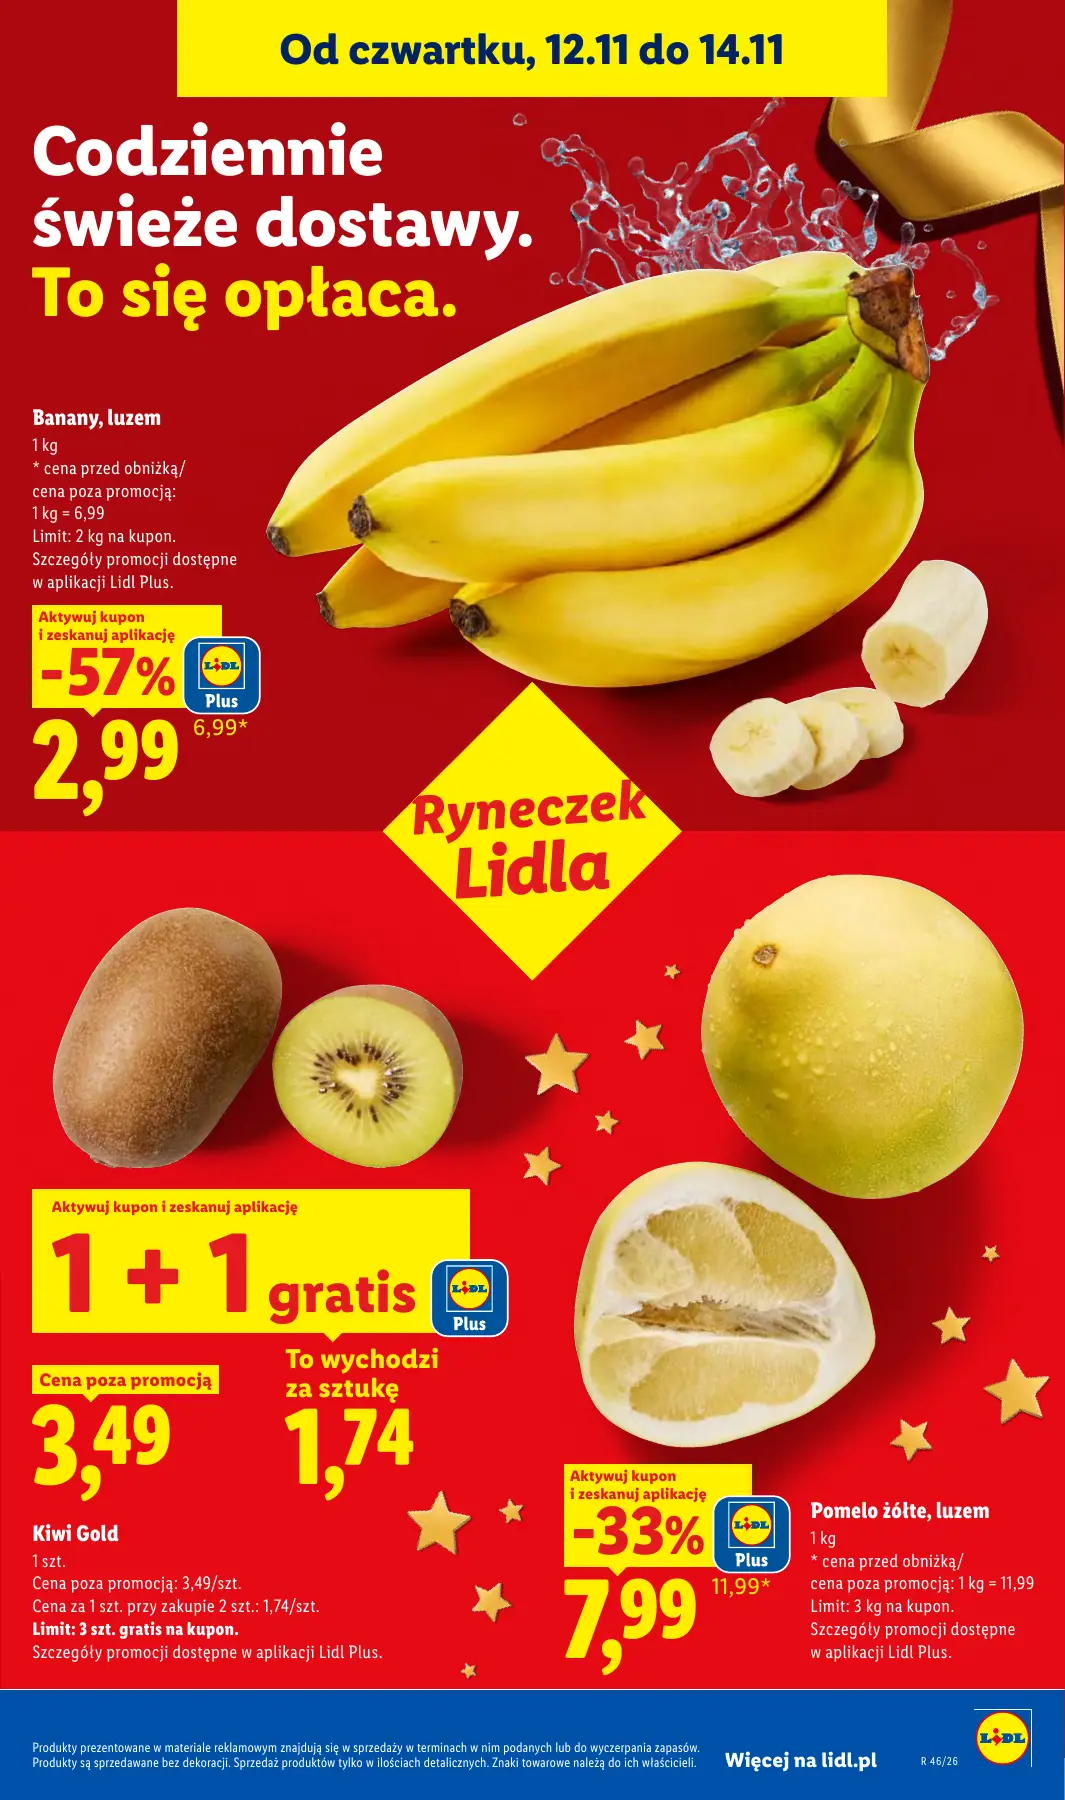 Od czwartku, 12.11 do 14.11
Codziennie
świeże dostawy.
To się opłaca.
Banany, luzem
1 kg
* cena przed obniżką/
cena poza promocją:
1 kg = 6,99
Limit: 2 kg na kupon.
Szczegóły promocji dostępne
w aplikacji Lidl Plus.
Aktywuj kupon
i zeskanuj aplikację
-57%
LIDL
Plus
2,99
6,99*
Ryneczek
Lidla
Aktywuj kupon i zeskanuj aplikację
1 + 1 gratis
LIDL
Plus
Cena poza promocją
3,49
To wychodzi
za sztukę
1,74
Kiwi Gold
1 szt.
Cena poza promocją: 3,49/szt.
Cena za 1 szt. przy zakupie 2 szt.: 1,74/szt.
Limit: 3 szt. gratis na kupon.
Szczegóły promocji dostępne w aplikacji Lidl Plus.
Aktywuj kupon
i zeskanuj aplikację
-33%
LIDL
Plus
7,99
11,99*
Pomelo żółte, luzem
1 kg
* cena przed obniżką/
cena poza promocją: 1 kg = 11,99
Limit: 3 kg na kupon.
Szczegóły promocji dostępne
w aplikacji Lidl Plus.
Produkty prezentowane w materiale reklamowym znajdują się w sprzedaży w terminach w nim podanych lub do wyczerpania zapasów.
Produkty są sprzedawane bez dekoracji. Sprzedaż produktów tylko w ilościach detalicznych. Znaki towarowe należą do ich właścicieli.
Więcej na lidl.pl
R 46/26
LIDL